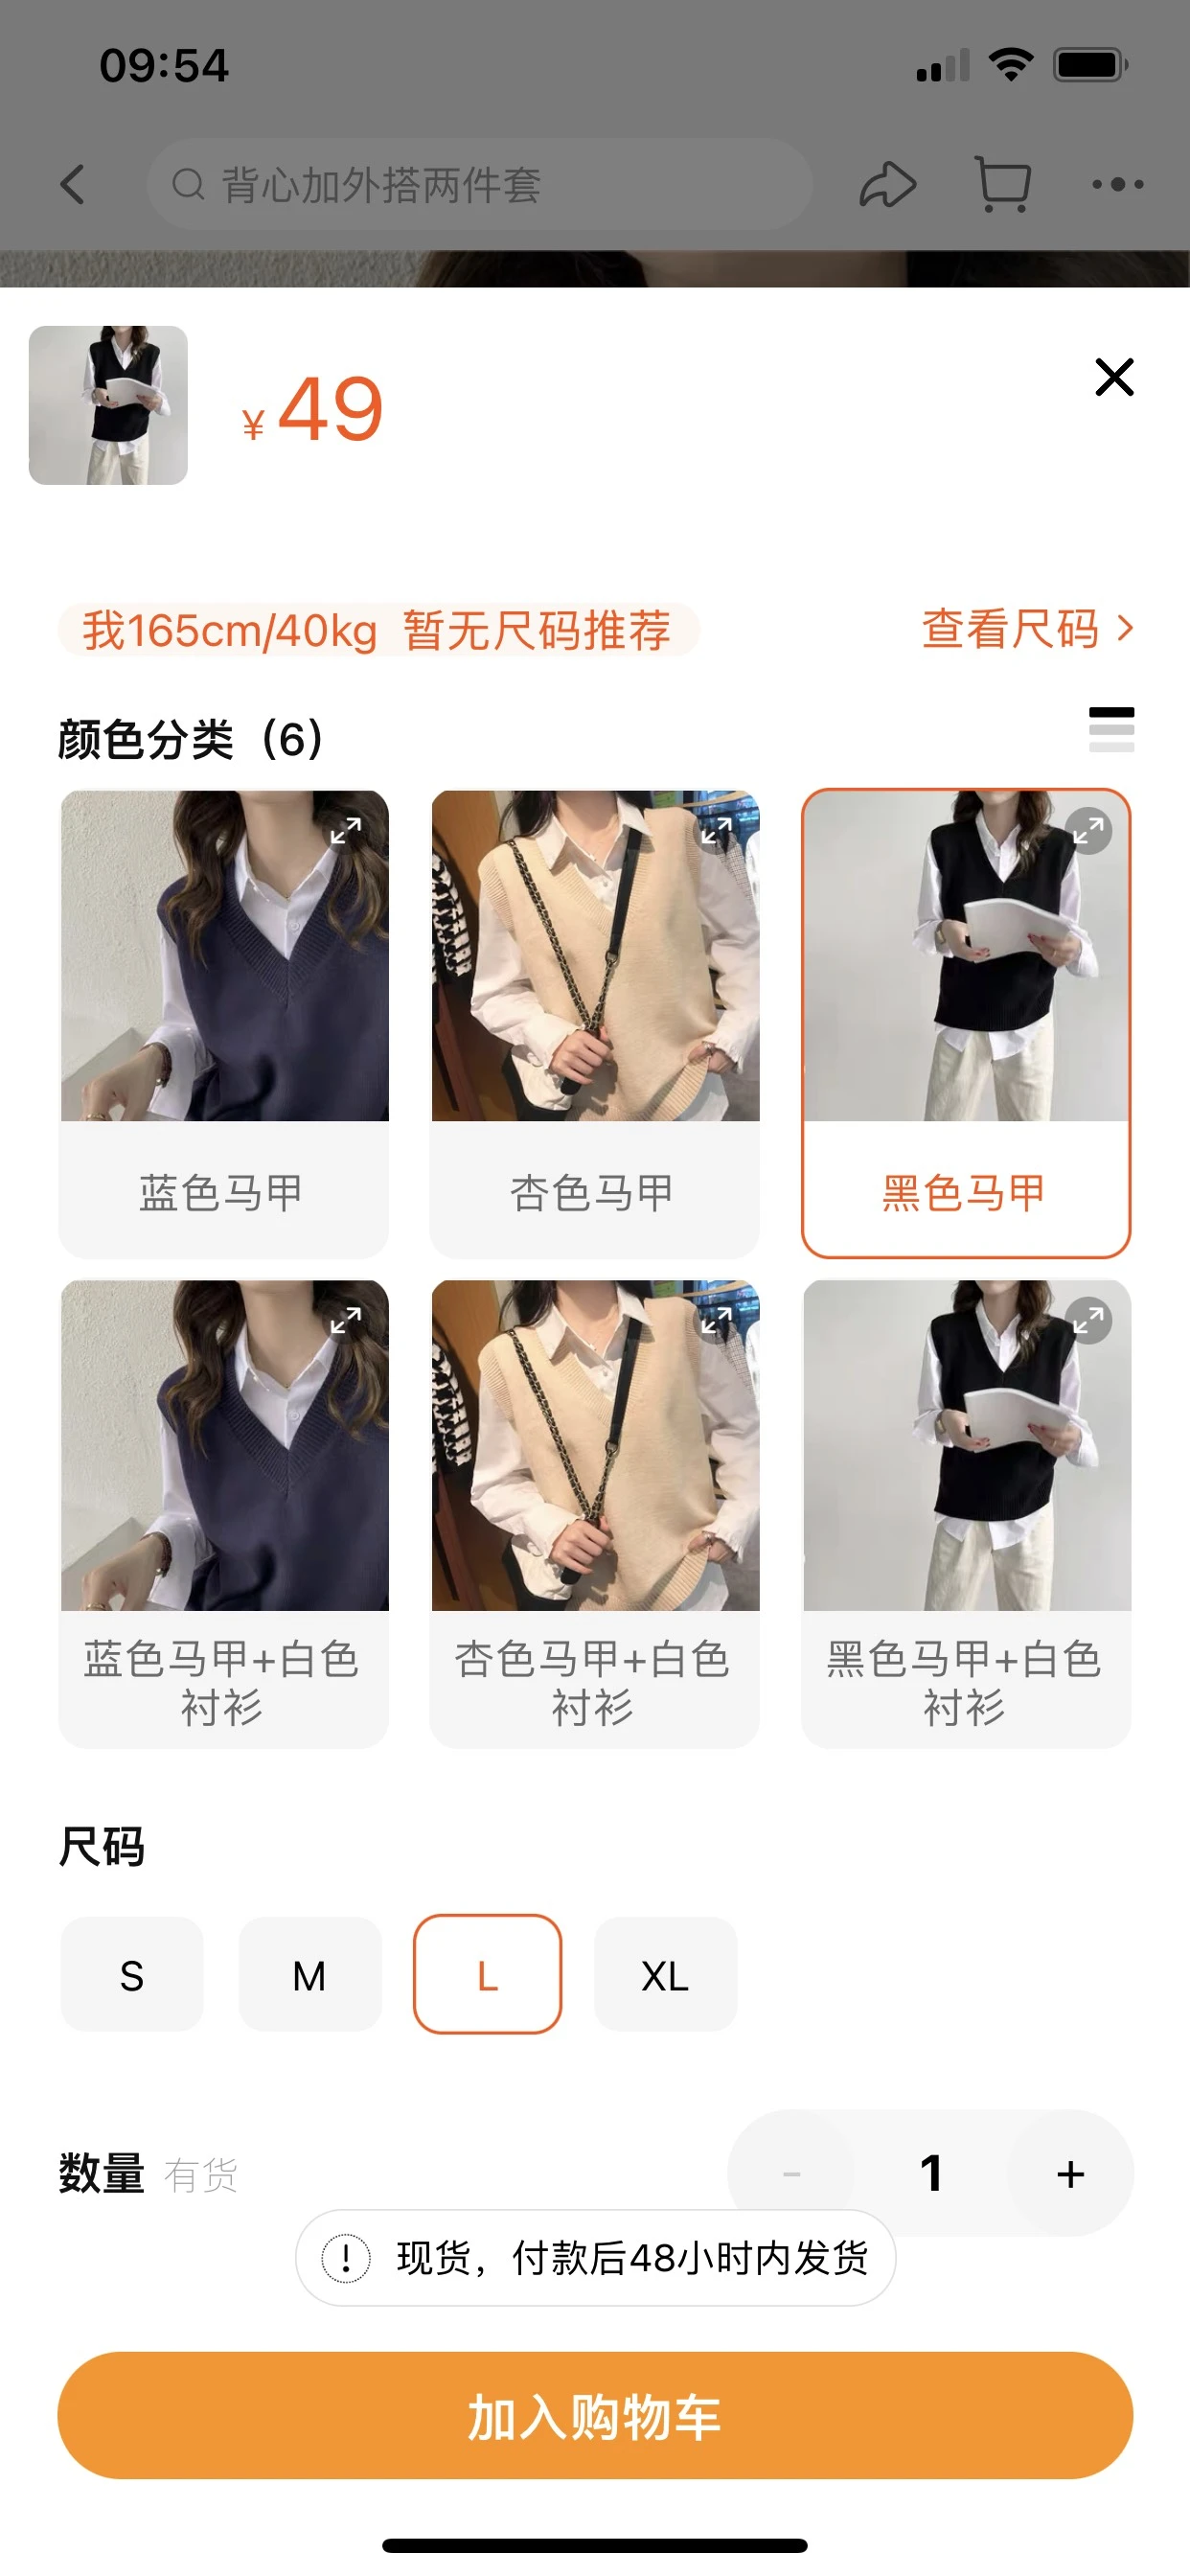 09:54
背心加外搭两件套
¥49
我165cm/40kg 暂无尺码推荐
查看尺码 >
颜色分类（6）
蓝色马甲
杏色马甲
黑色马甲
蓝色马甲+白色
衬衫
杏色马甲+白色
衬衫
黑色马甲+白色
衬衫
尺码
S
M
L
XL
数量 有货
- 1 +
现货，付款后48小时内发货
加入购物车